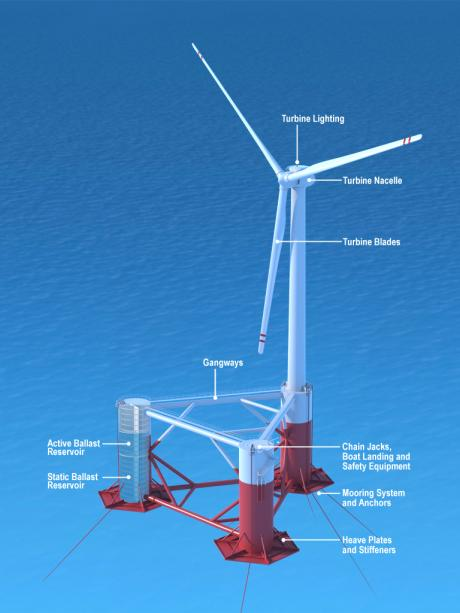 Turbine Lighting
Turbine Nacelle
Turbine Blades
Gangways
Active Ballast
Reservoir
Chain Jacks,
Boat Landing and
Safety Equipment
Static Ballast
Reservoir
Mooring System
and Anchors
Heave Plates
and Stiffeners